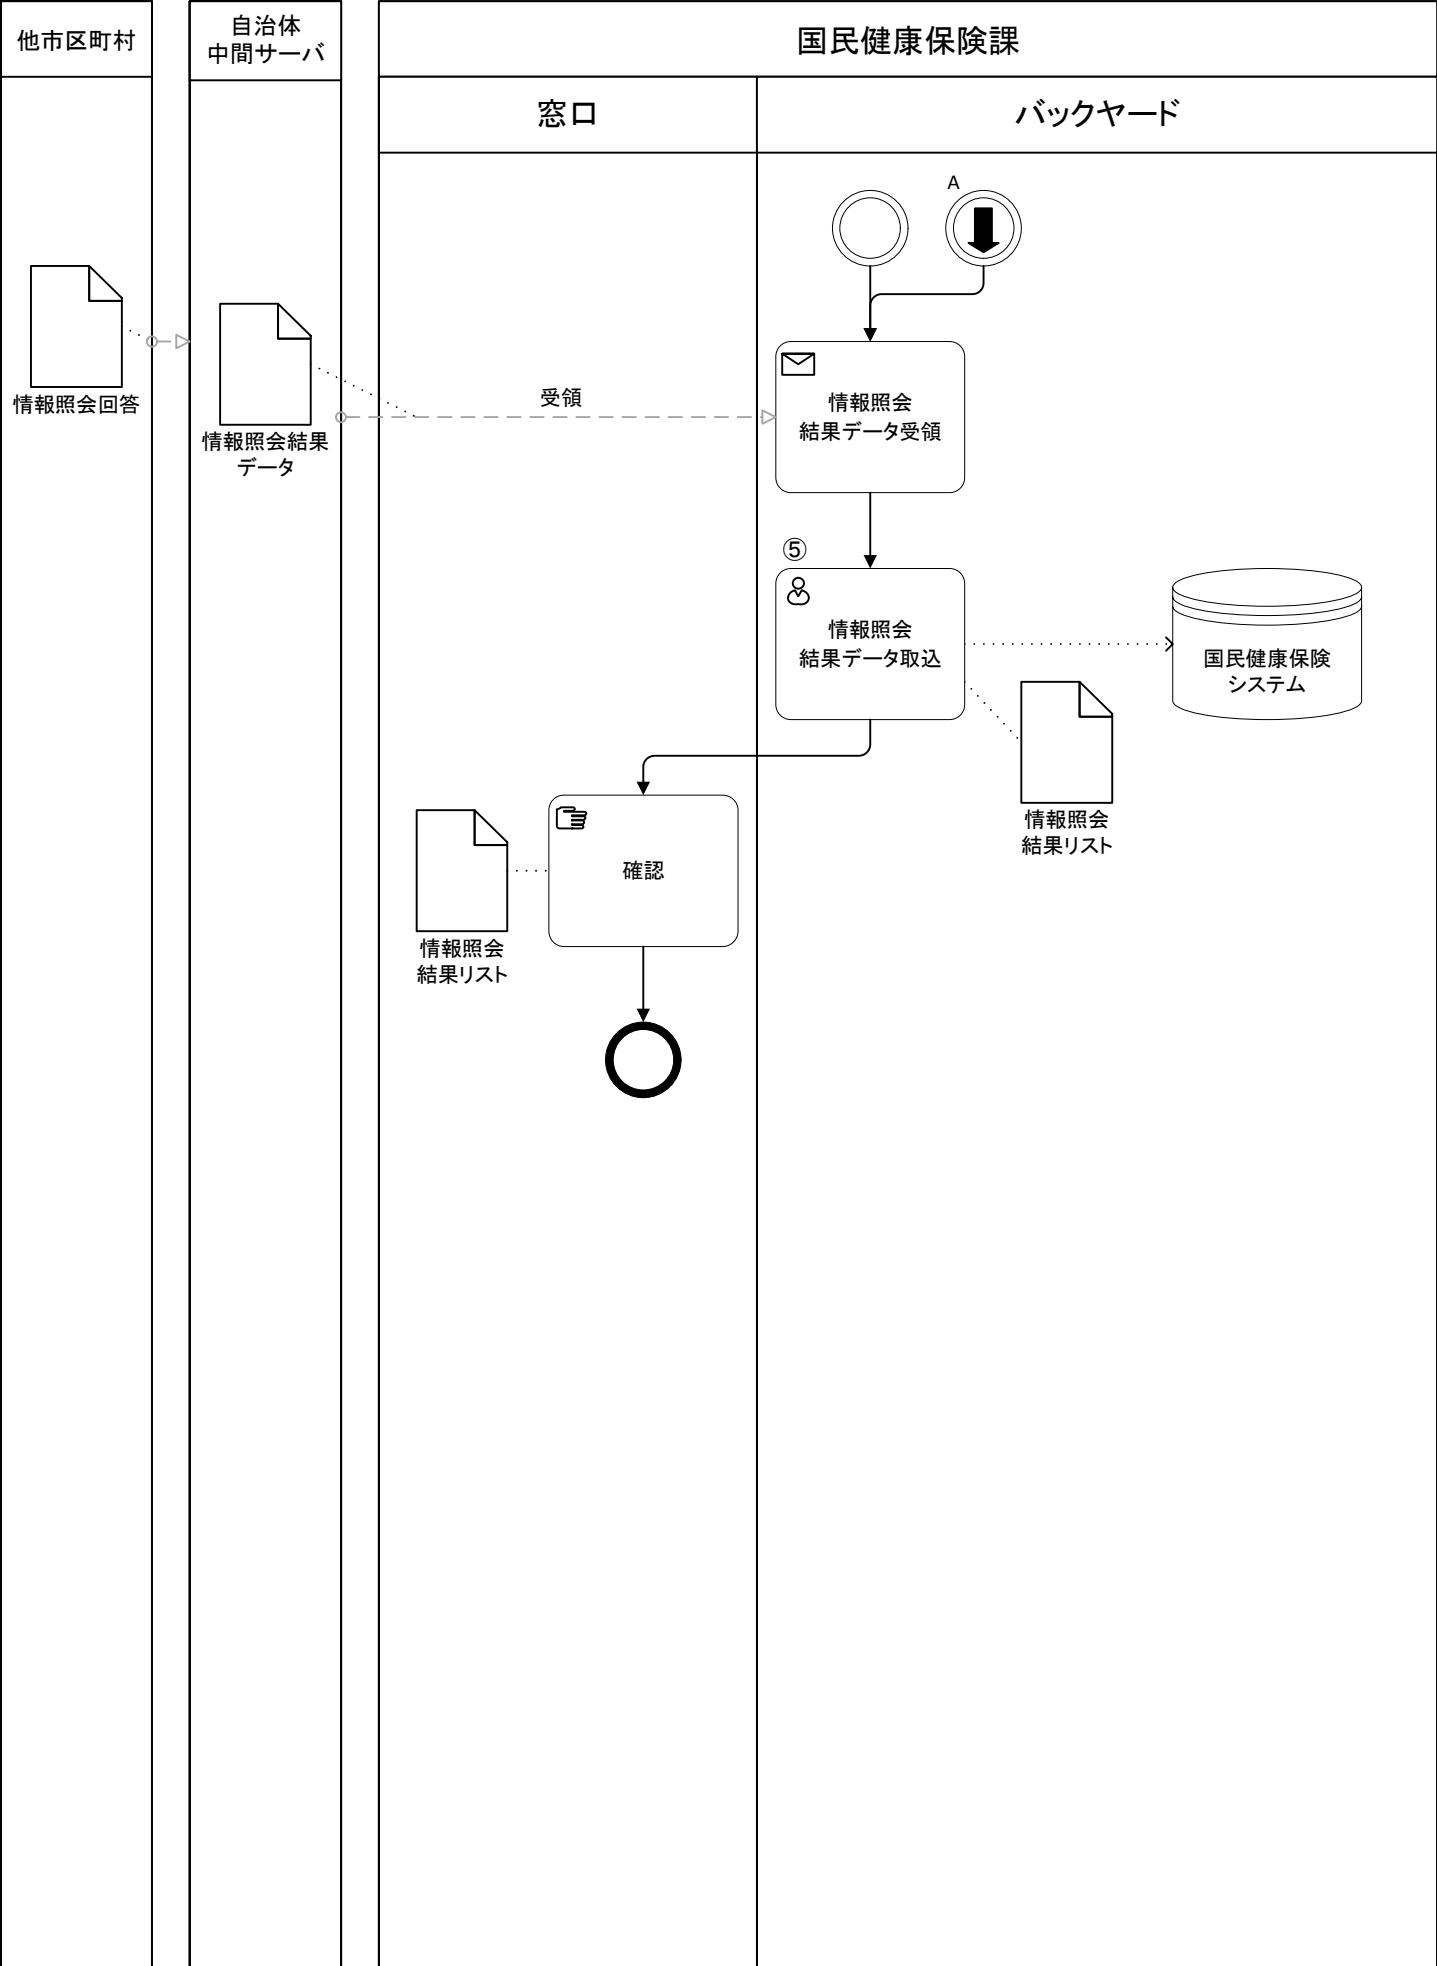 他市区町村
自治体
中間サーバ
国民健康保険課
窓口
バックヤード
A
情報照会回答
情報照会結果
データ
受領
情報照会
結果データ受領
⑤
情報照会
結果データ取込
国民健康保険
システム
情報照会
結果リスト
確認
情報照会
結果リスト